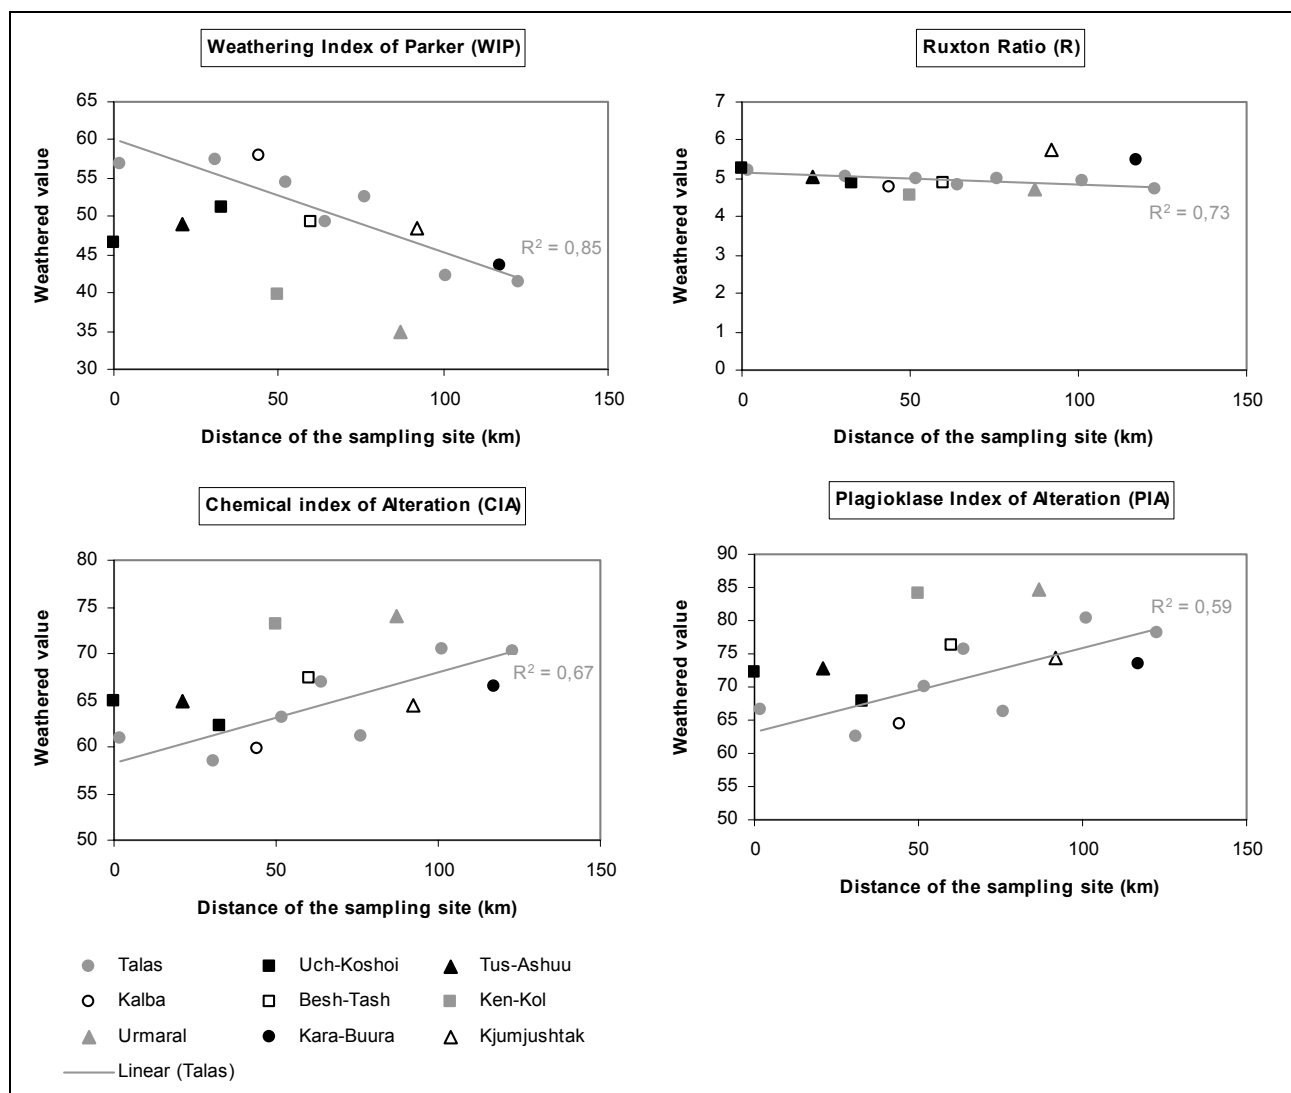 Weathering Index of Parker (WIP)
65
60
55
50
45
40
35
30
0
50
100
150
Weathered value
Distance of the sampling site (km)
R² = 0,85
Ruxton Ratio (R)
7
6
5
4
3
2
1
0
0
50
100
150
Weathered value
Distance of the sampling site (km)
R² = 0,73
Chemical index of Alteration (CIA)
80
75
70
65
60
55
50
0
50
100
150
Weathered value
Distance of the sampling site (km)
R² = 0,67
Plagioklase Index of Alteration (PIA)
90
85
80
75
70
65
60
55
50
0
50
100
150
Weathered value
Distance of the sampling site (km)
R² = 0,59
Talas
Uch-Koshoi
Tus-Ashuu
Kalba
Besh-Tash
Ken-Kol
Urmaral
Kara-Buura
Kjumjushtak
Linear (Talas)